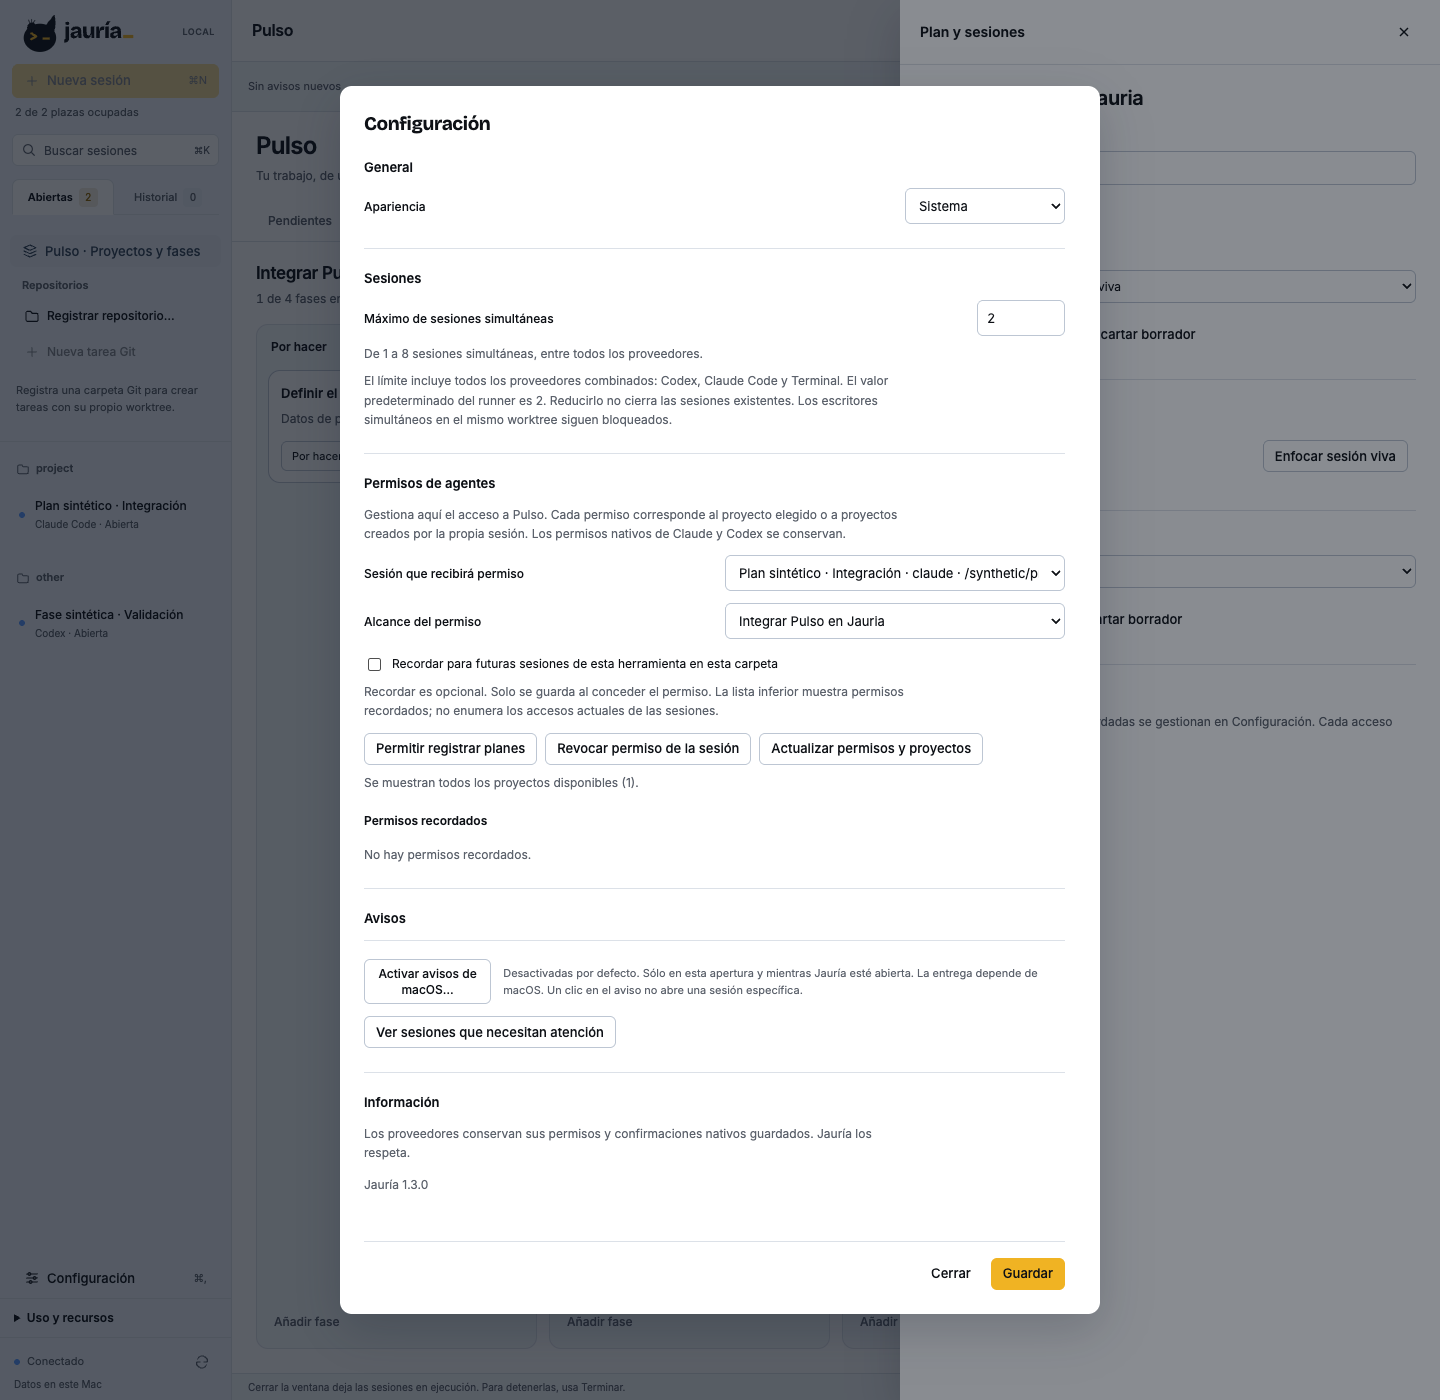 jauría_
LOCAL
Nueva sesión ⌘N
2 de 2 plazas ocupadas
Buscar sesiones ⌘K
Abiertas 2
Historial 0
Pulso · Proyectos y fases
Repositorios
Registrar repositorio...
Nueva tarea Git
Registra una carpeta Git para crear
tareas con su propio worktree.
project
Plan sintético · Integración
Claude Code · Abierta
other
Fase sintética · Validación
Codex · Abierta
Configuración ⌘,
Uso y recursos
Conectado
Datos en este Mac
Pulso
Sin avisos nuevos
Pulso
Tu trabajo, de
Pendientes
Integrar Pu
1 de 4 fases en
Por hacer
Definir el
Datos de p
Por hacer
Añadir fase
Añadir fase
Añadir
Cerrar la ventana deja las sesiones en ejecución. Para detenerlas, usa Terminar.
Plan y sesiones
auria
viva
cartar borrador
Enfocar sesión viva
artar borrador
rdadas se gestionan en Configuración. Cada acceso
Configuración
General
Apariencia
Sistema
Sesiones
Máximo de sesiones simultáneas
2
De 1 a 8 sesiones simultáneas, entre todos los proveedores.
El límite incluye todos los proveedores combinados: Codex, Claude Code y Terminal. El valor
predeterminado del runner es 2. Reducirlo no cierra las sesiones existentes. Los escritores
simultáneos en el mismo worktree siguen bloqueados.
Permisos de agentes
Gestiona aquí el acceso a Pulso. Cada permiso corresponde al proyecto elegido o a proyectos
creados por la propia sesión. Los permisos nativos de Claude y Codex se conservan.
Sesión que recibirá permiso
Plan sintético · Integración · claude · /synthetic/p
Alcance del permiso
Integrar Pulso en Jauria
Recordar para futuras sesiones de esta herramienta en esta carpeta
Recordar es opcional. Solo se guarda al conceder el permiso. La lista inferior muestra permisos
recordados; no enumera los accesos actuales de las sesiones.
Permitir registrar planes
Revocar permiso de la sesión
Actualizar permisos y proyectos
Se muestran todos los proyectos disponibles (1).
Permisos recordados
No hay permisos recordados.
Avisos
Activar avisos de
macOS...
Desactivadas por defecto. Sólo en esta apertura y mientras Jauría esté abierta. La entrega depende de
macOS. Un clic en el aviso no abre una sesión específica.
Ver sesiones que necesitan atención
Información
Los proveedores conservan sus permisos y confirmaciones nativos guardados. Jauría los
respeta.
Jauría 1.3.0
Cerrar
Guardar